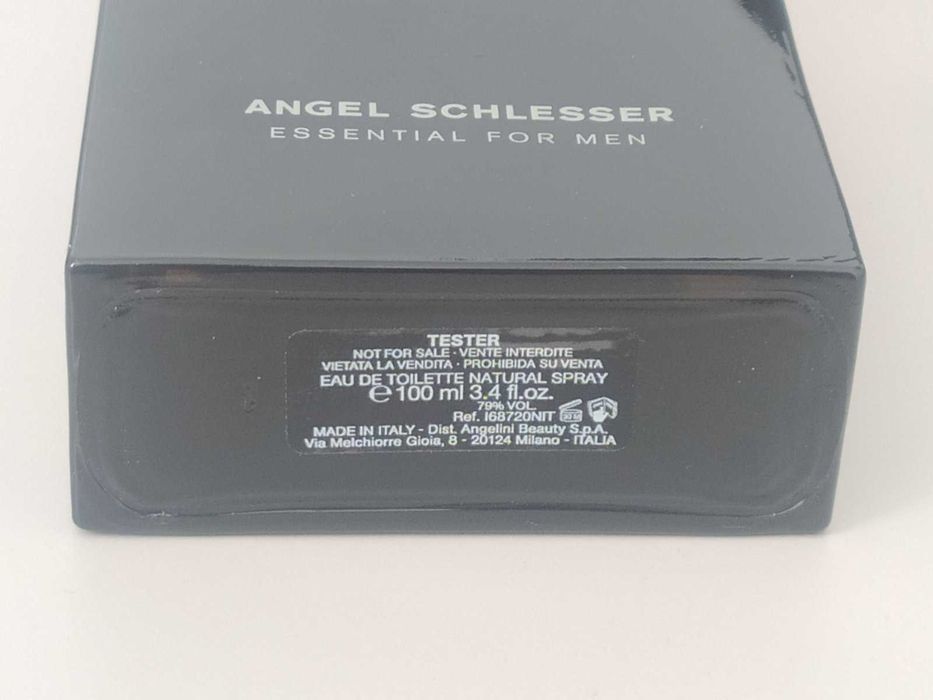 ANGEL SCHLESSER
ESSENTIAL FOR MEN
TESTER
NOT FOR SALE - VENTE INTERDITE
VIETATA LA VENDITA - PROHIBIDA SU VENTA
EAU DE TOILETTE NATURAL SPRAY
℮ 100 ml 3.4 fl.oz.
79% VOL.
Ref. I68720NIT 30 M
MADE IN ITALY - Dist. Angelini Beauty S.p.A.
Via Melchiorre Gioia, 8 - 20124 Milano - ITALIA